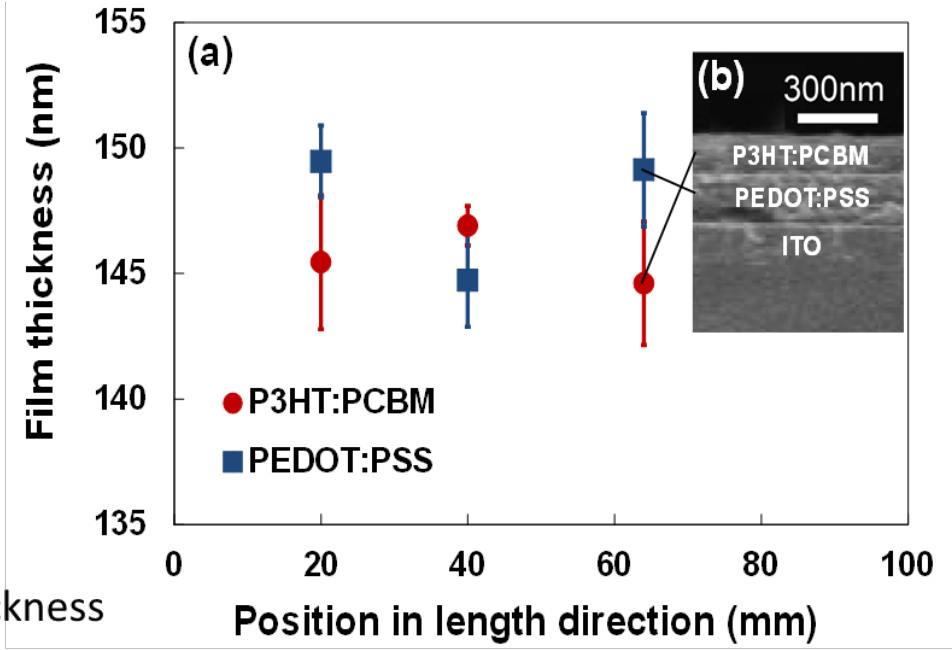 155
(a)
(b)
300nm
P3HT:PCBM
PEDOT:PSS
ITO
150
145
140
135
Film thickness (nm)
P3HT:PCBM
PEDOT:PSS
0 20 40 60 80 100
ckness
Position in length direction (mm)